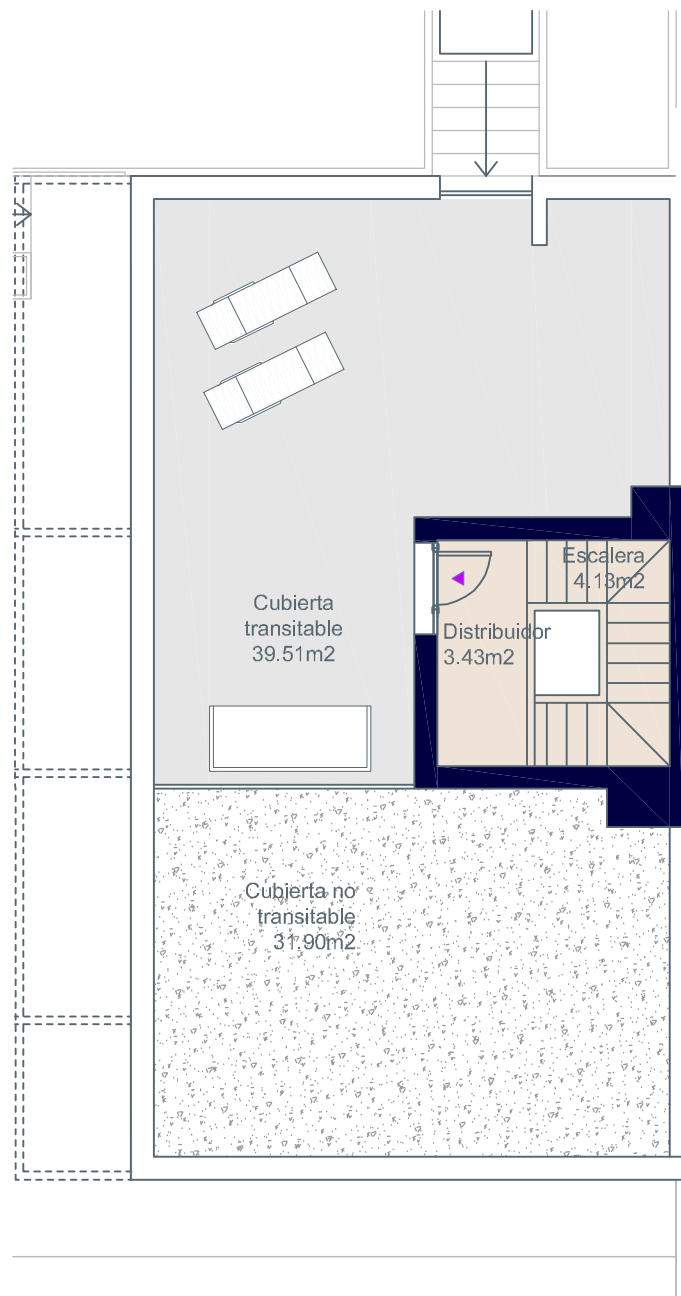 Escalera
4.13m2
Cubierta
transitable
39.51m2
Distribuidor
3.43m2
Cubierta no
transitable
31.90m2